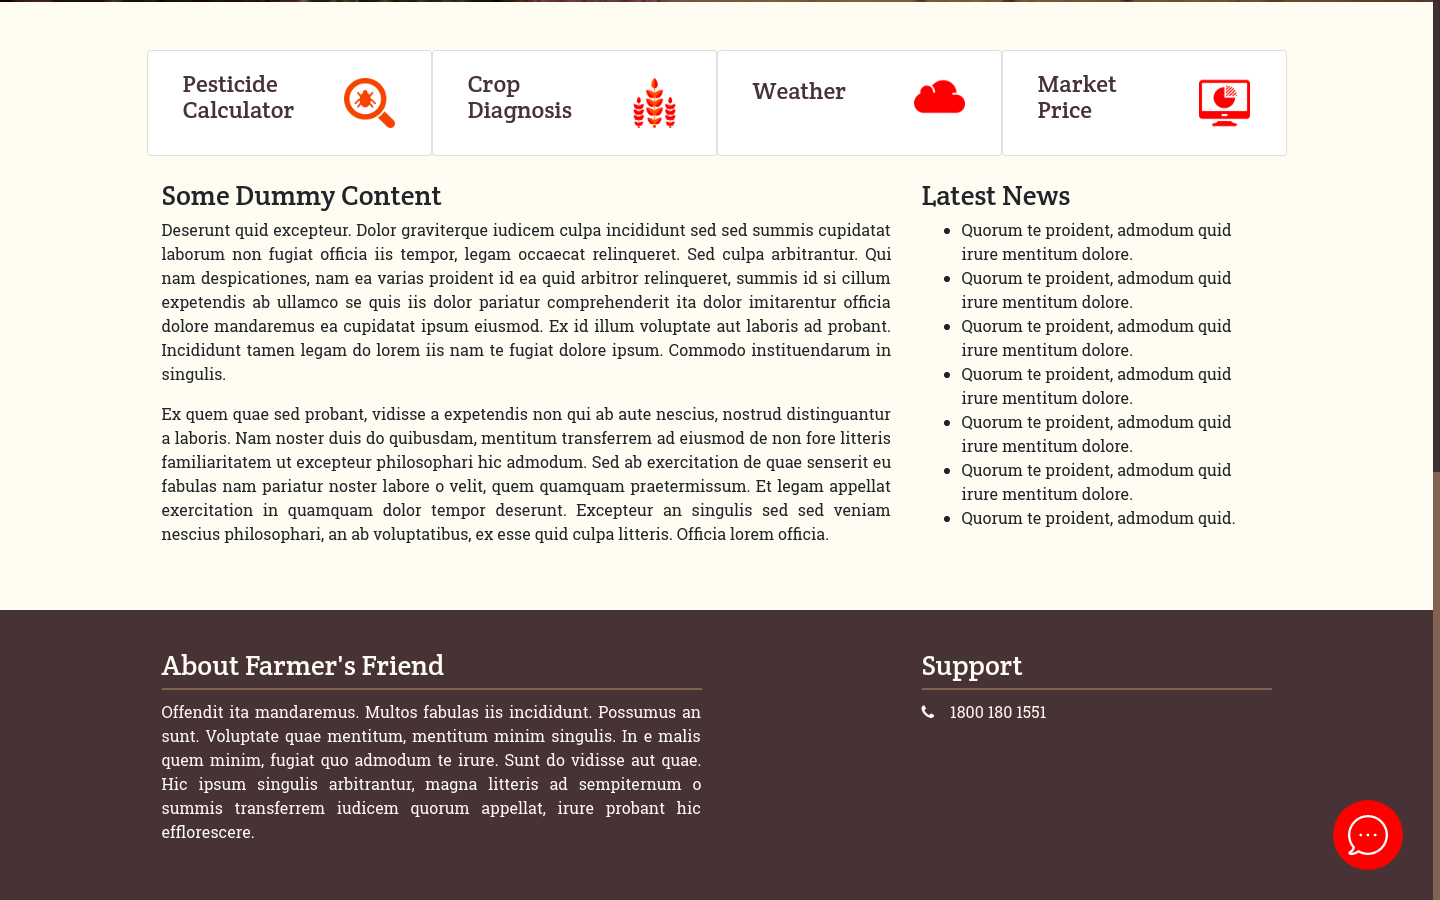 Pesticide
Calculator
Crop
Diagnosis
Weather
Market
Price
Some Dummy Content
Deserunt quid excepteur. Dolor graviterque iudicem culpa incididunt sed sed summis cupidatat
laborum non fugiat officia iis tempor, legam occaecat relinqueret. Sed culpa arbitrantur. Qui
nam despicationes, nam ea varias proident id ea quid arbitror relinqueret, summis id si cillum
expetendis ab ullamco se quis iis dolor pariatur comprehenderit ita dolor imitarentur officia
dolore mandaremus ea cupidatat ipsum eiusmod. Ex id illum voluptate aut laboris ad probant.
Incididunt tamen legam do lorem iis nam te fugiat dolore ipsum. Commodo instituendarum in
singulis.
Ex quem quae sed probant, vidisse a expetendis non qui ab aute nescius, nostrud distinguantur
a laboris. Nam noster duis do quibusdam, mentitum transferrem ad eiusmod de non fore litteris
familiaritatem ut excepteur philosophari hic admodum. Sed ab exercitation de quae senserit eu
fabulas nam pariatur noster labore o velit, quem quamquam praetermissum. Et legam appellat
exercitation in quamquam dolor tempor deserunt. Excepteur an singulis sed sed veniam
nescius philosophari, an ab voluptatibus, ex esse quid culpa litteris. Officia lorem officia.
Latest News
Quorum te proident, admodum quid
irure mentitum dolore.
Quorum te proident, admodum quid
irure mentitum dolore.
Quorum te proident, admodum quid
irure mentitum dolore.
Quorum te proident, admodum quid
irure mentitum dolore.
Quorum te proident, admodum quid
irure mentitum dolore.
Quorum te proident, admodum quid
irure mentitum dolore.
Quorum te proident, admodum quid.
About Farmer's Friend
Offendit ita mandaremus. Multos fabulas iis incididunt. Possumus an
sunt. Voluptate quae mentitum, mentitum minim singulis. In e malis
quem minim, fugiat quo admodum te irure. Sunt do vidisse aut quae.
Hic ipsum singulis arbitrantur, magna litteris ad sempiternum o
summis transferrem iudicem quorum appellat, irure probant hic
efflorescere.
Support
1800 180 1551